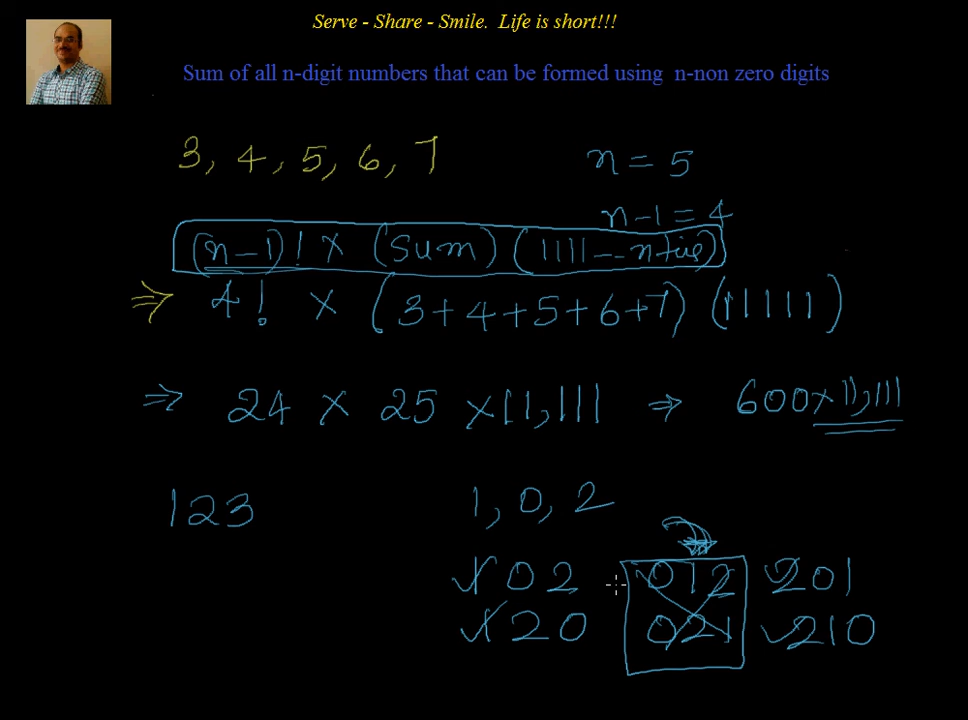 Serve - Share - Smile. Life is short!!!
Sum of all n-digit numbers that can be formed using n-non zero digits
3, 4, 5, 6, 7 n = 5
n-1 = 4
(n-1)! × (Sum) (1111--n times)
⇒ 4! × (3+4+5+6+7) (11111)
⇒ 24 × 25 × 11,111 ⇒ 600×11,111
123 1, 0, 2
102 012 201
120 021 210